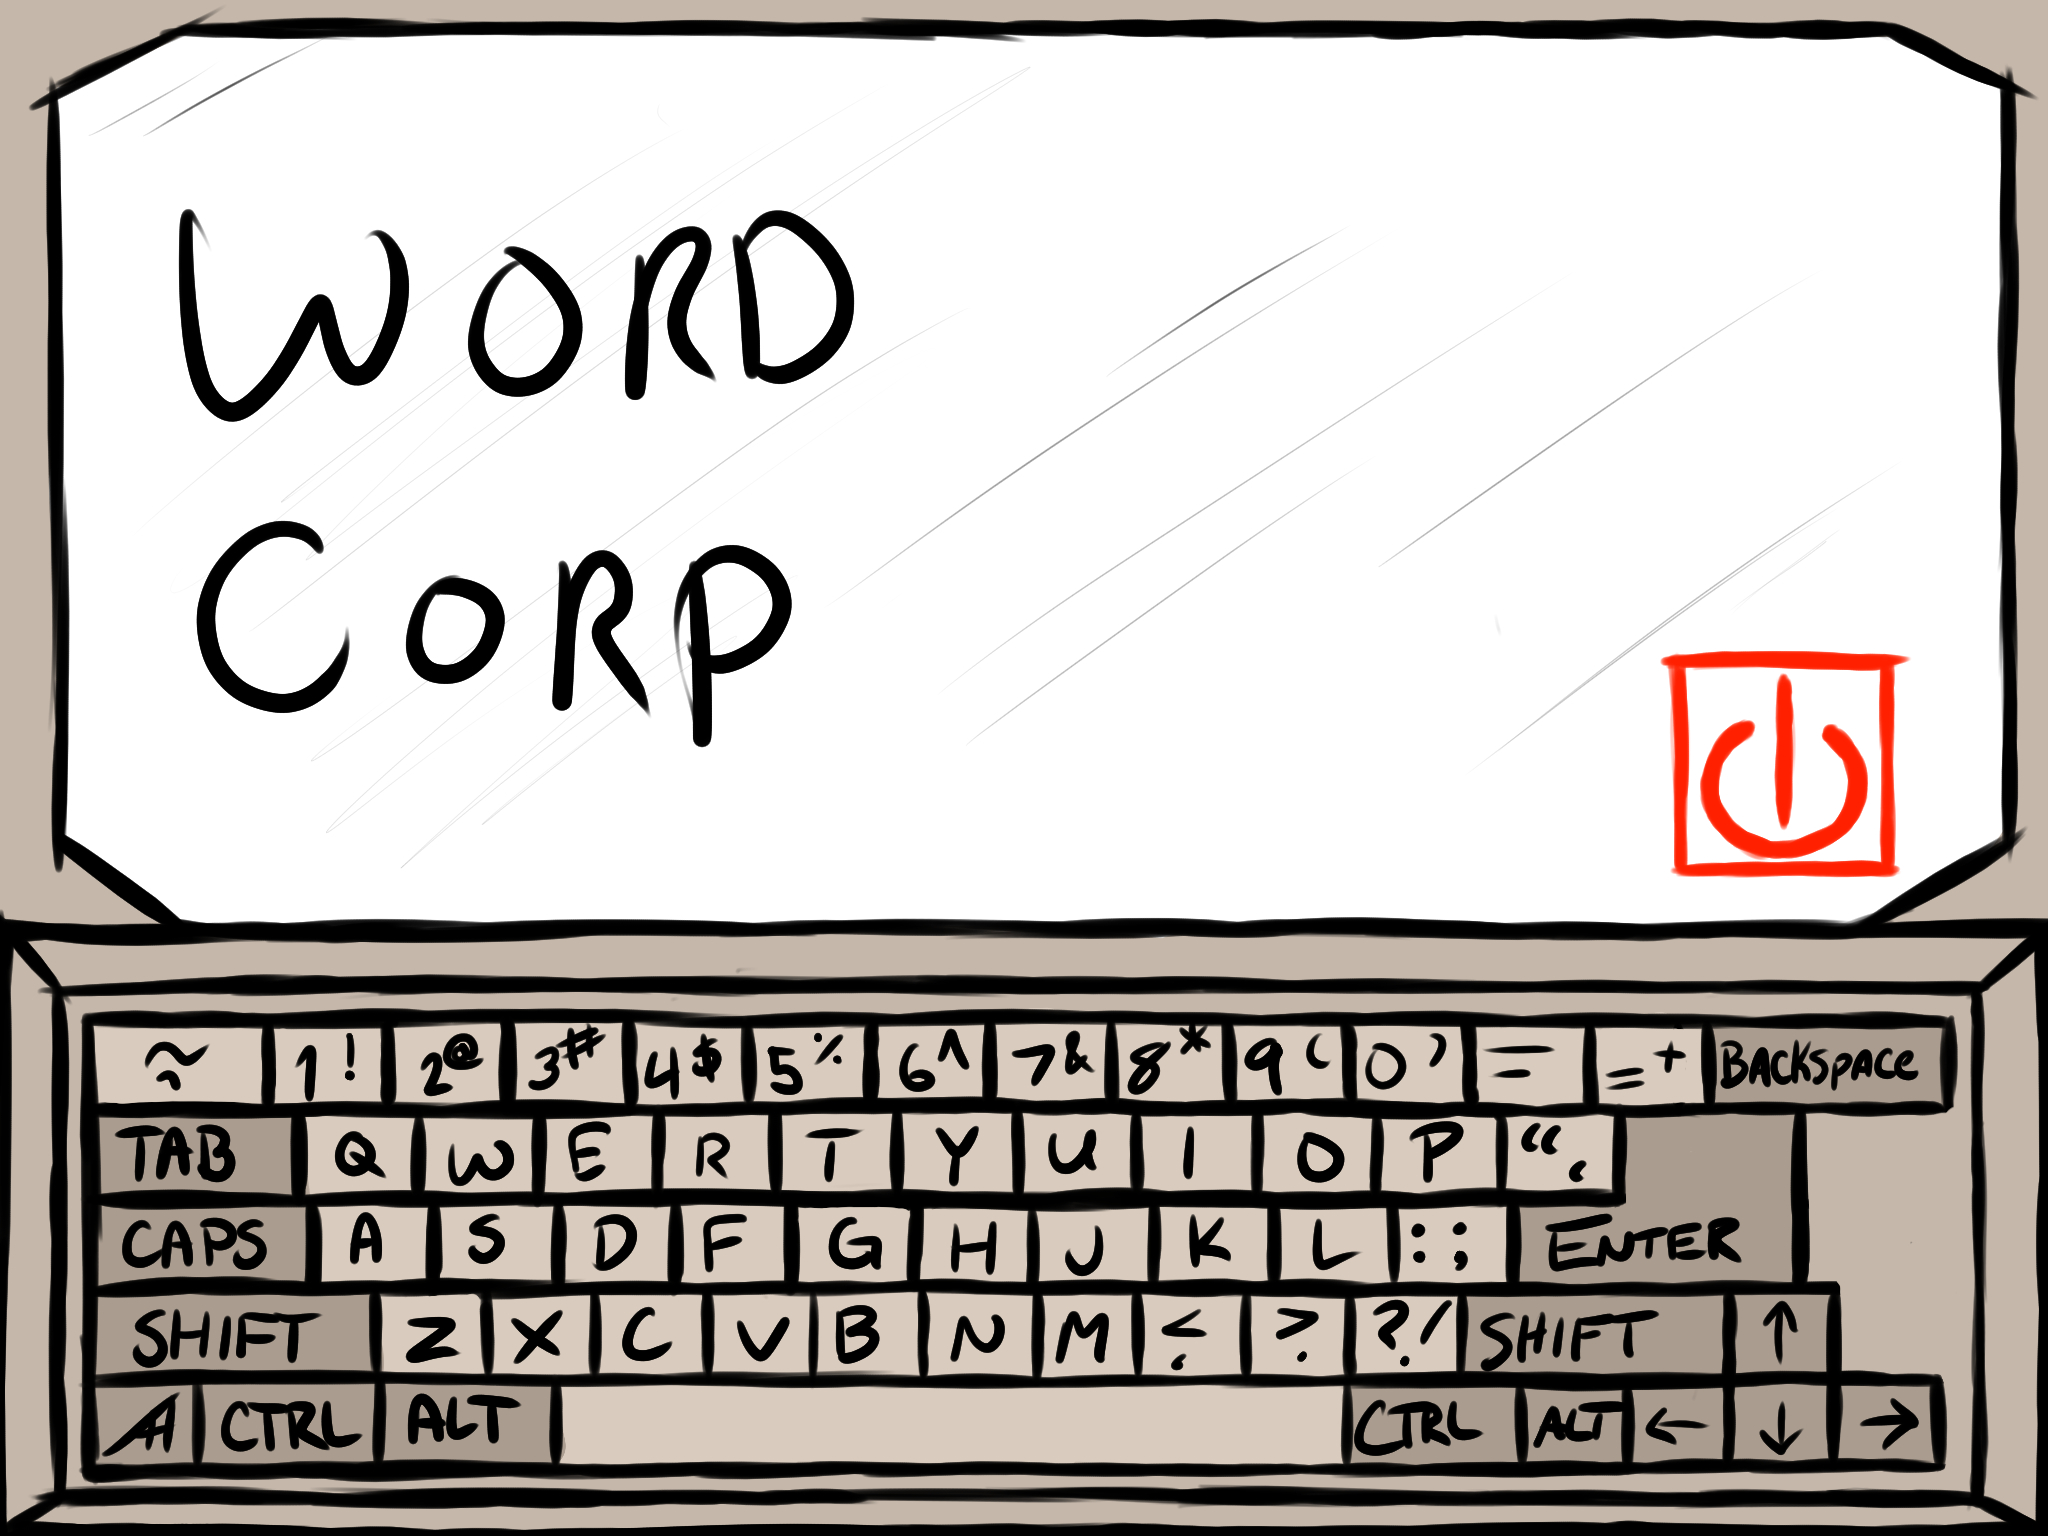 WORD
CORP
~ 1! 2@ 3# 4$ 5% 6^ 7& 8* 9( 0) =+ BACKSPACE
TAB Q W E R T Y U I O P “
CAPS A S D F G H J K L : ; ENTER
SHIFT Z X C V B N M <, >. ?/ SHIFT ↑
A CTRL ALT CTRL ALT ← ↓ →